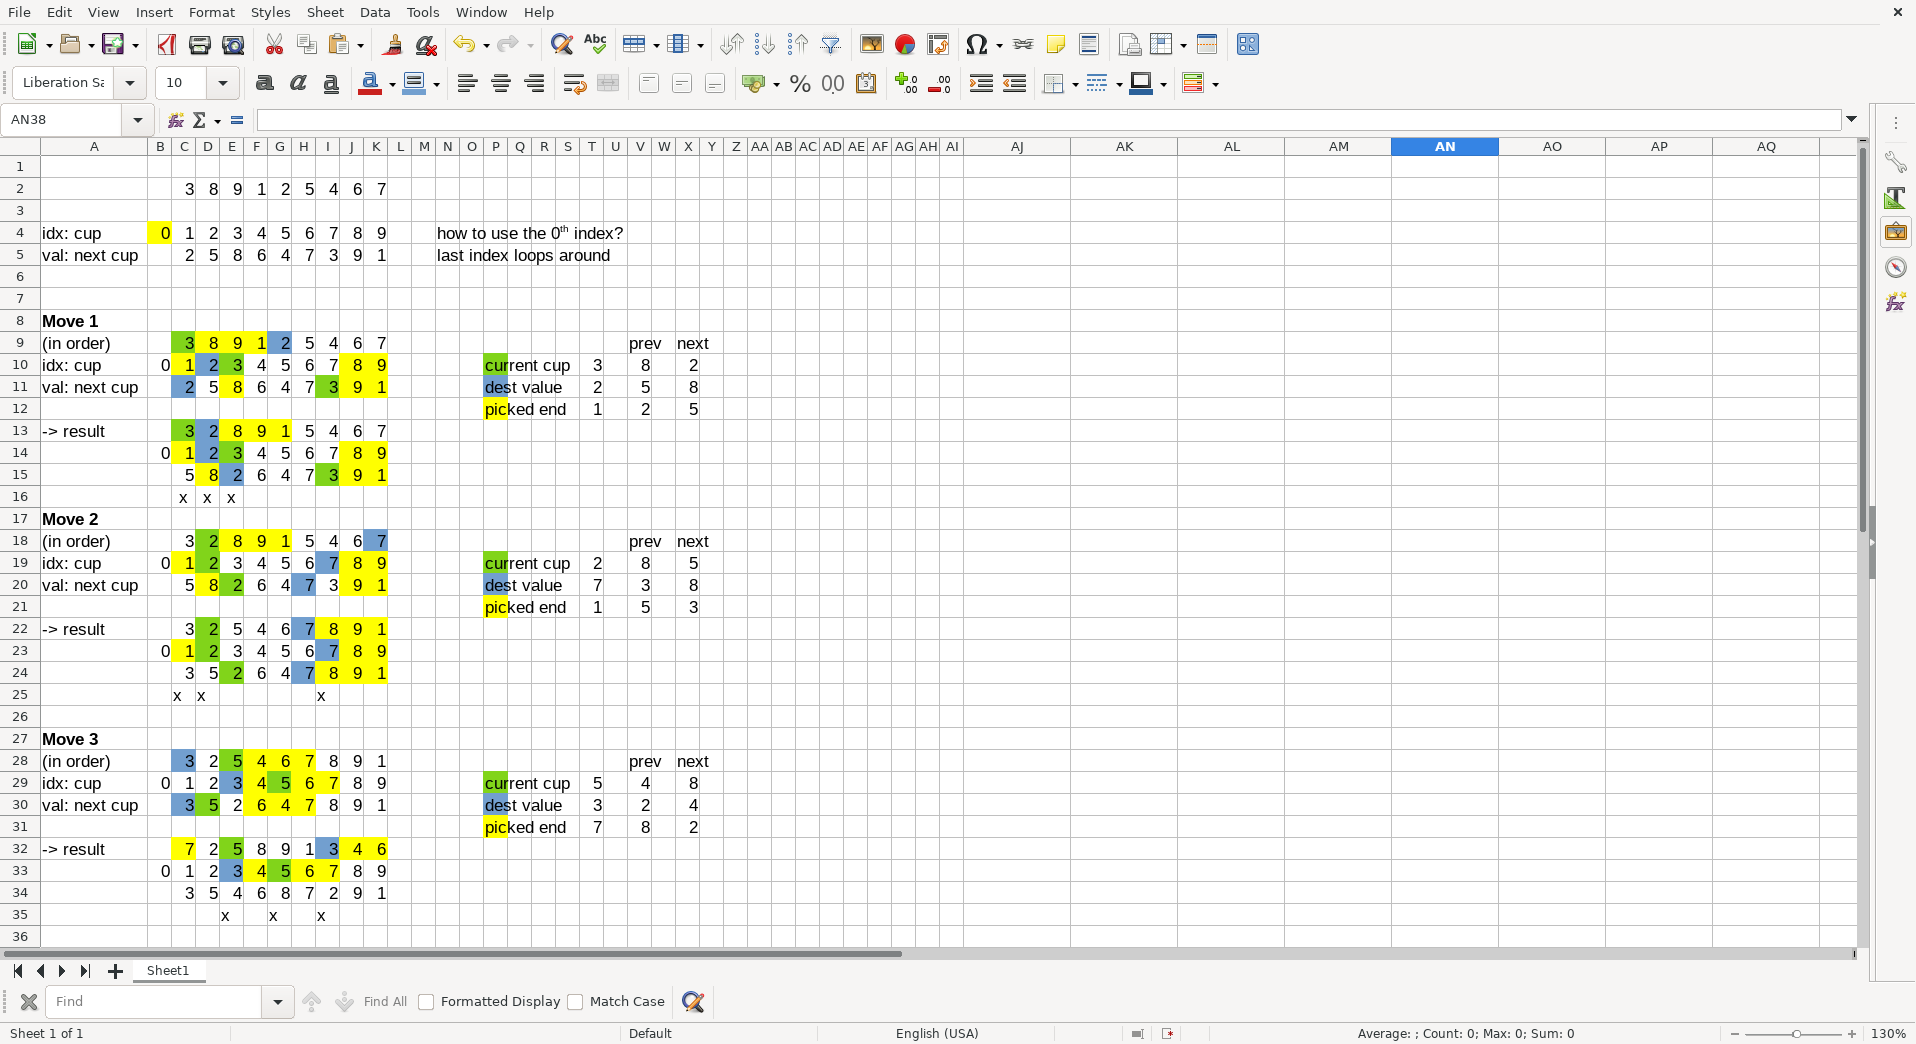 File Edit View Insert Format Styles Sheet Data Tools Window Help
Liberation Sa 10
AN38
A B C D E F G H I J K L M N O P Q R S T U V W X Y Z AA AB AC AD AE AF AG AH AI AJ AK AL AM AN AO AP AQ
1
2 3 8 9 1 2 5 4 6 7
3
4 idx: cup 0 1 2 3 4 5 6 7 8 9 how to use the 0th index?
5 val: next cup 2 5 8 6 4 7 3 9 1 last index loops around
6
7
8 Move 1
9 (in order) 3 8 9 1 2 5 4 6 7 prev next
10 idx: cup 0 1 2 3 4 5 6 7 8 9 current cup 3 8 2
11 val: next cup 2 5 8 6 4 7 3 9 1 dest value 2 5 8
12 picked end 1 2 5
13 -> result 3 2 8 9 1 5 4 6 7
14 0 1 2 3 4 5 6 7 8 9
15 5 8 2 6 4 7 3 9 1
16 x x x
17 Move 2
18 (in order) 3 2 8 9 1 5 4 6 7 prev next
19 idx: cup 0 1 2 3 4 5 6 7 8 9 current cup 2 8 5
20 val: next cup 5 8 2 6 4 7 3 9 1 dest value 7 3 8
21 picked end 1 5 3
22 -> result 3 2 5 4 6 7 8 9 1
23 0 1 2 3 4 5 6 7 8 9
24 3 5 2 6 4 7 8 9 1
25 x x x
26
27 Move 3
28 (in order) 3 2 5 4 6 7 8 9 1 prev next
29 idx: cup 0 1 2 3 4 5 6 7 8 9 current cup 5 4 8
30 val: next cup 3 5 2 6 4 7 8 9 1 dest value 3 2 4
31 picked end 7 8 2
32 -> result 7 2 5 8 9 1 3 4 6
33 0 1 2 3 4 5 6 7 8 9
34 3 5 4 6 8 7 2 9 1
35 x x x
36
Sheet1
Find Find All Formatted Display Match Case
Sheet 1 of 1 Default English (USA) Average: ; Count: 0; Max: 0; Sum: 0 130%